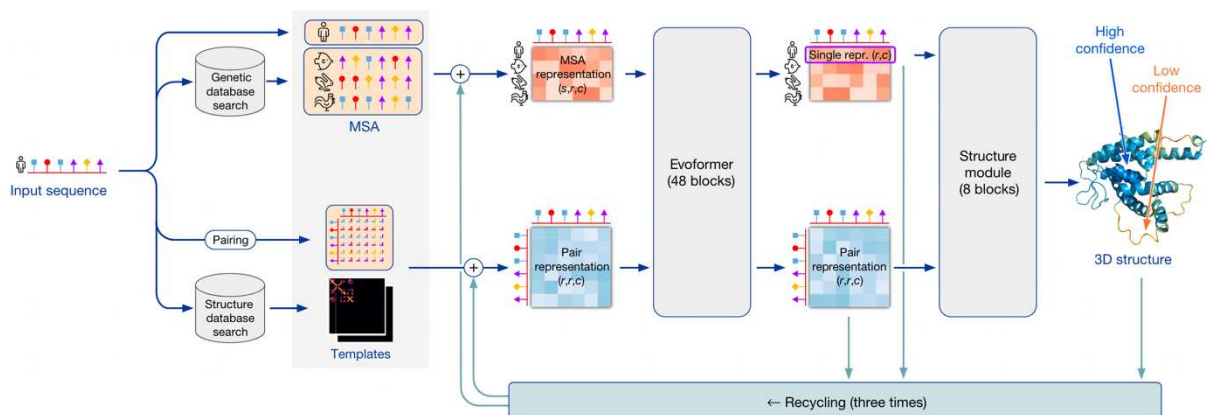 Input sequence
Genetic
database
search
MSA
Pairing
Structure
database
search
Templates
+
+
MSA
representation
(s,r,c)
Pair
representation
(r,r,c)
Evoformer
(48 blocks)
Single repr. (r,c)
Pair
representation
(r,r,c)
Structure
module
(8 blocks)
High
confidence
Low
confidence
3D structure
← Recycling (three times)